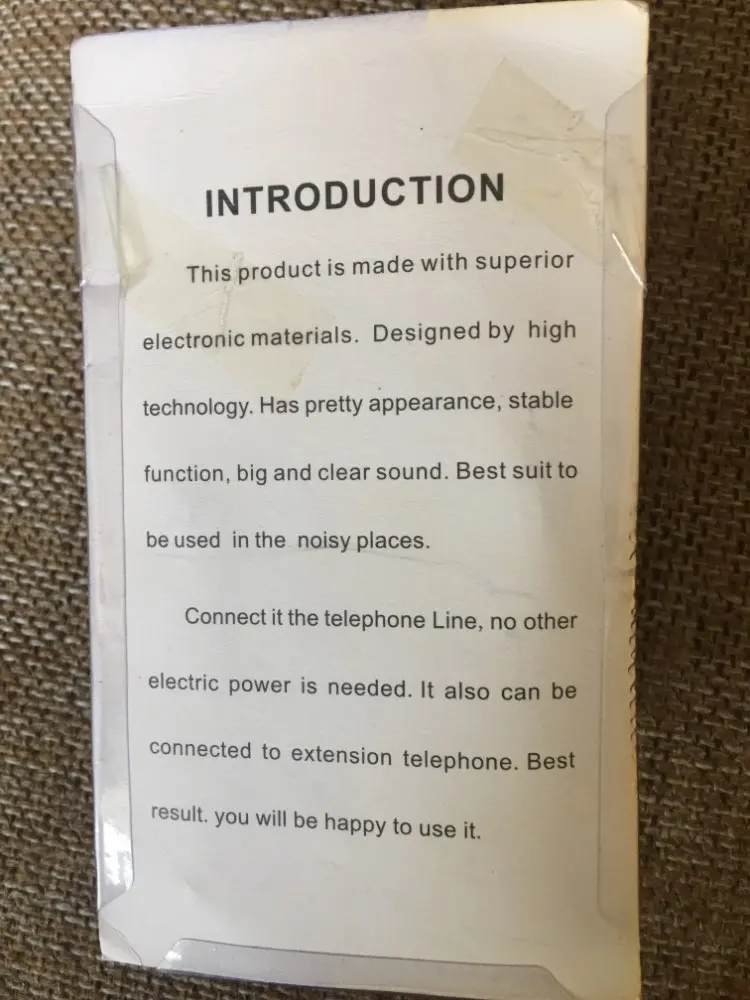 INTRODUCTION
This product is made with superior
electronic materials. Designed by high
technology. Has pretty appearance, stable
function, big and clear sound. Best suit to
be used in the noisy places.
Connect it the telephone Line, no other
electric power is needed. It also can be
connected to extension telephone. Best
result. you will be happy to use it.